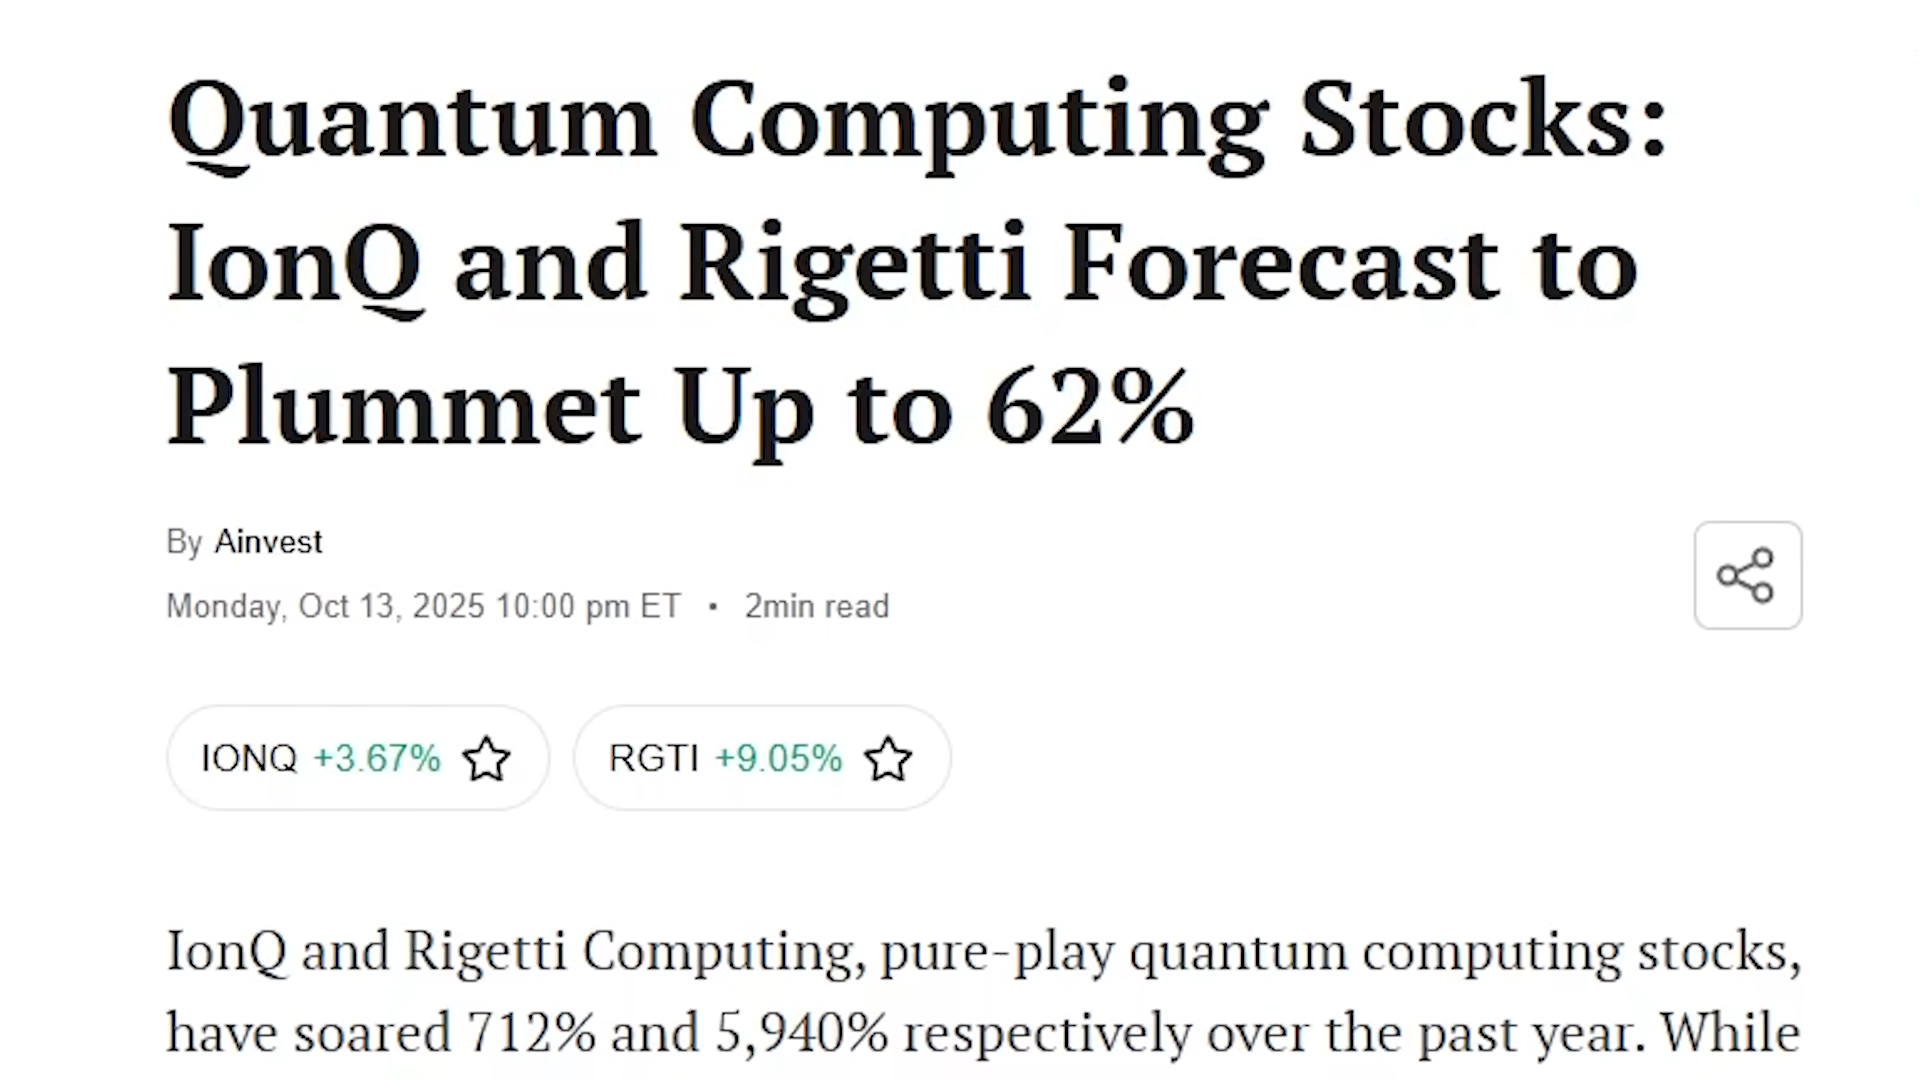 Quantum Computing Stocks:
IonQ and Rigetti Forecast to
Plummet Up to 62%
By Ainvest
Monday, Oct 13, 2025 10:00 pm ET • 2min read
IONQ +3.67% RGTI +9.05%
IonQ and Rigetti Computing, pure-play quantum computing stocks,
have soared 712% and 5,940% respectively over the past year. While